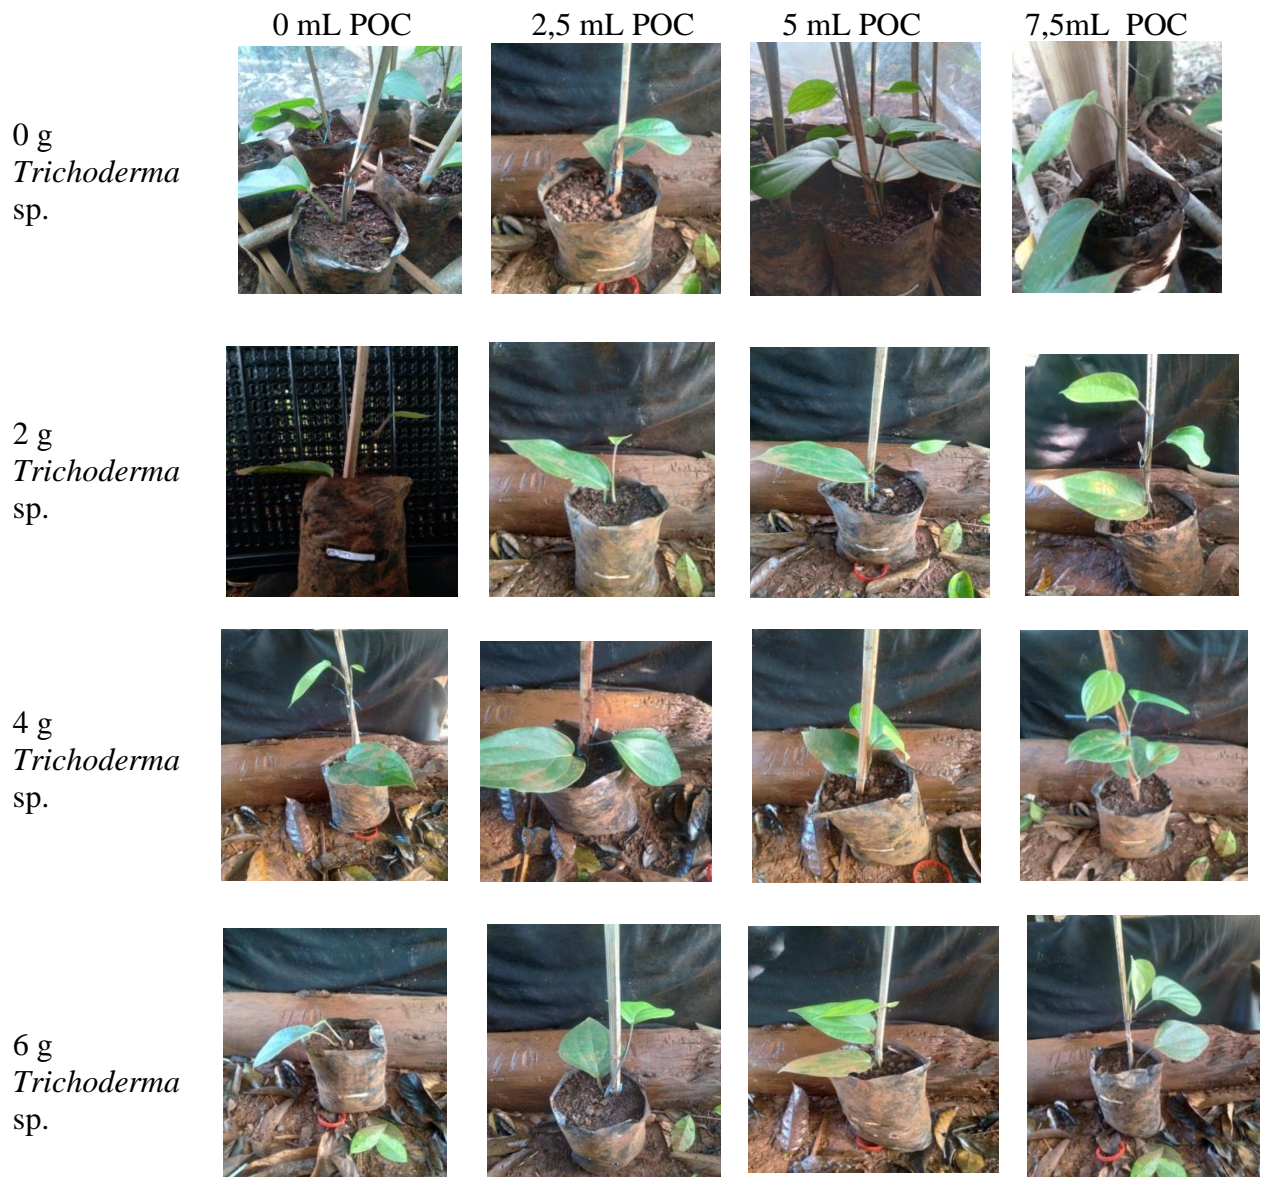 0 mL POC 2,5 mL POC 5 mL POC 7,5mL POC
0 g
Trichoderma
sp.
2 g
Trichoderma
sp.
4 g
Trichoderma
sp.
6 g
Trichoderma
sp.